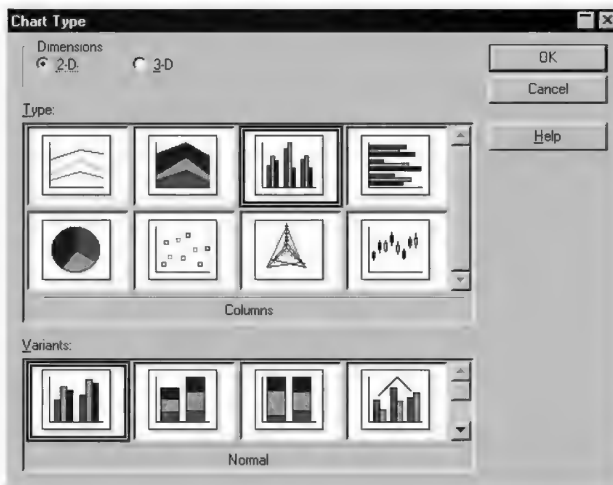 Chart Type
Dimensions
2-D
3-D
OK
Cancel
Help
Type:
Columns
Variants:
Normal